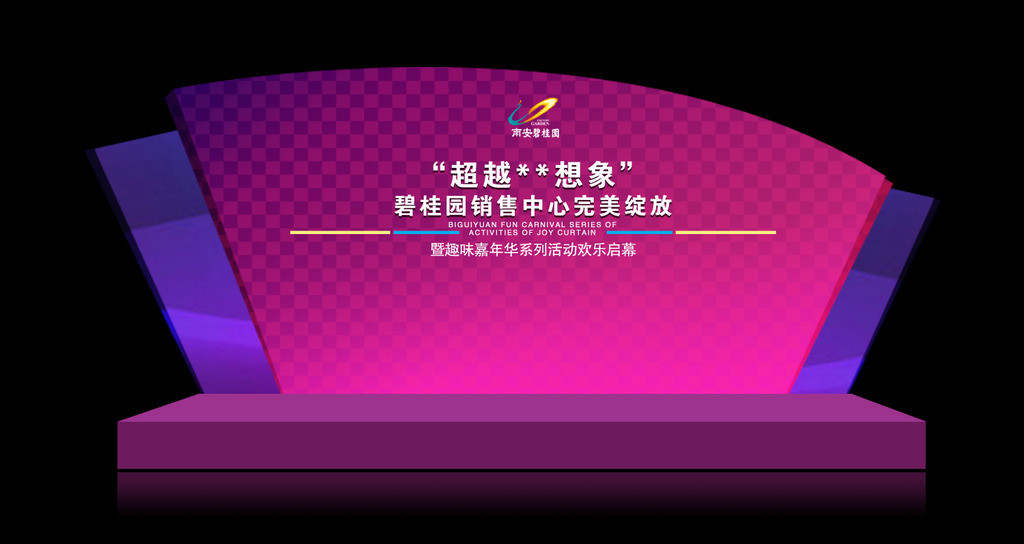 GARDEN
南安碧桂园
“超越**想象”
碧桂园销售中心完美绽放
BIGUIYUAN FUN CARNIVAL SERIES OF
ACTIVITIES OF JOY CURTAIN
暨趣味嘉年华系列活动欢乐启幕